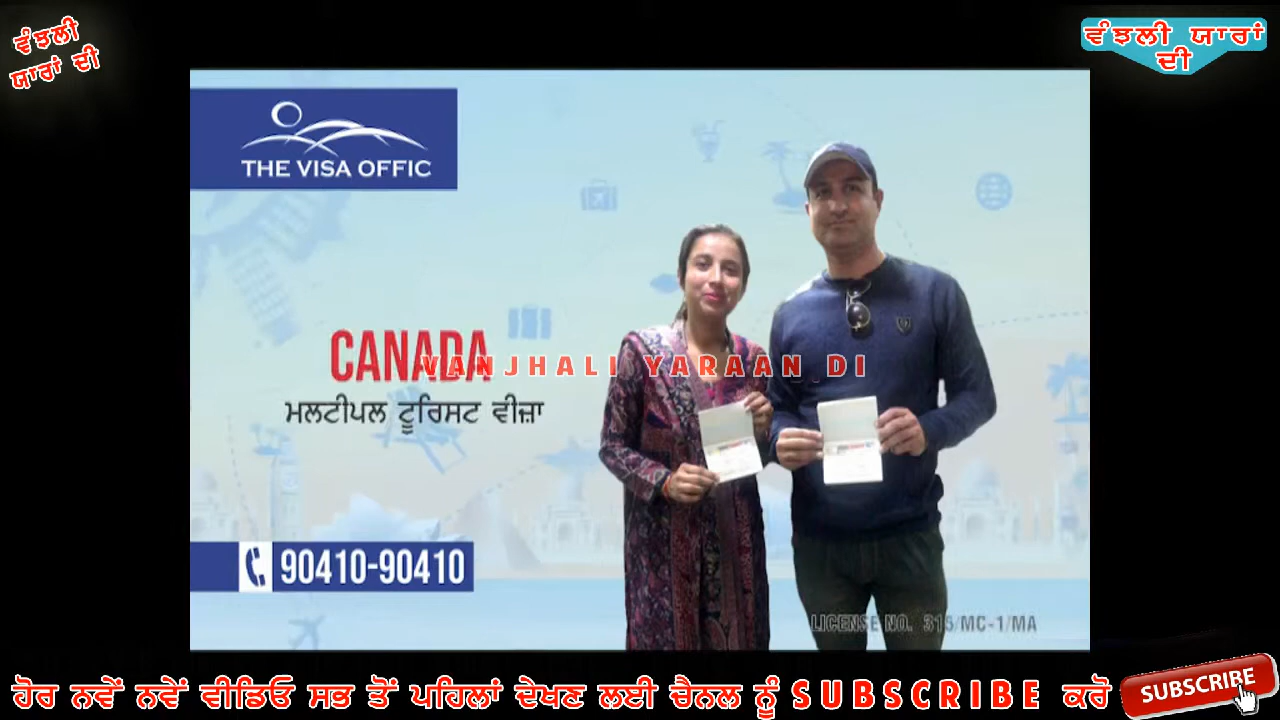 ਵੰਝਲੀ
ਯਾਰਾਂ ਦੀ
ਵੰਝਲੀ ਯਾਰਾਂ
ਦੀ
THE VISA OFFIC
CANADA
VANJHALI YARAAN DI
ਮਲਟੀਪਲ ਟੂਰਿਸਟ ਵੀਜ਼ਾ
90410-90410
LICENSE NO. 315/MC-1/MA
ਹੋਰ ਨਵੇਂ ਨਵੇਂ ਵੀਡਿਓ ਸਭ ਤੋਂ ਪਹਿਲਾਂ ਦੇਖਣ ਲਈ ਚੈਨਲ ਨੂੰ SUBSCRIBE ਕਰੋ
SUBSCRIBE